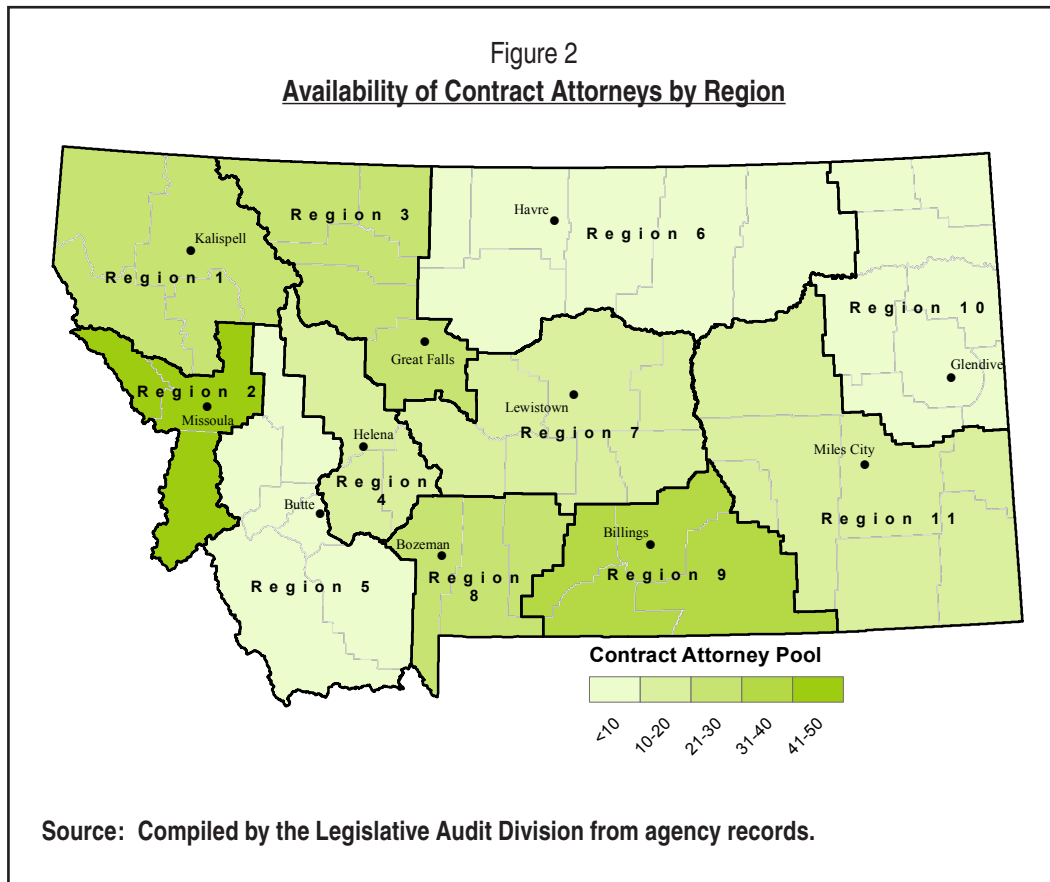 Figure 2
Availability of Contract Attorneys by Region
Region 3
Havre
Region 6
Kalispell
Region 1
Region 10
Great Falls
Glendive
Region 2
Missoula
Lewistown
Region 7
Helena
Miles City
Region
4
Butte
Region 11
Billings
Bozeman
Region 9
Region
8
Region 5
Contract Attorney Pool
<10
10-20
21-30
31-40
41-50
Source: Compiled by the Legislative Audit Division from agency records.